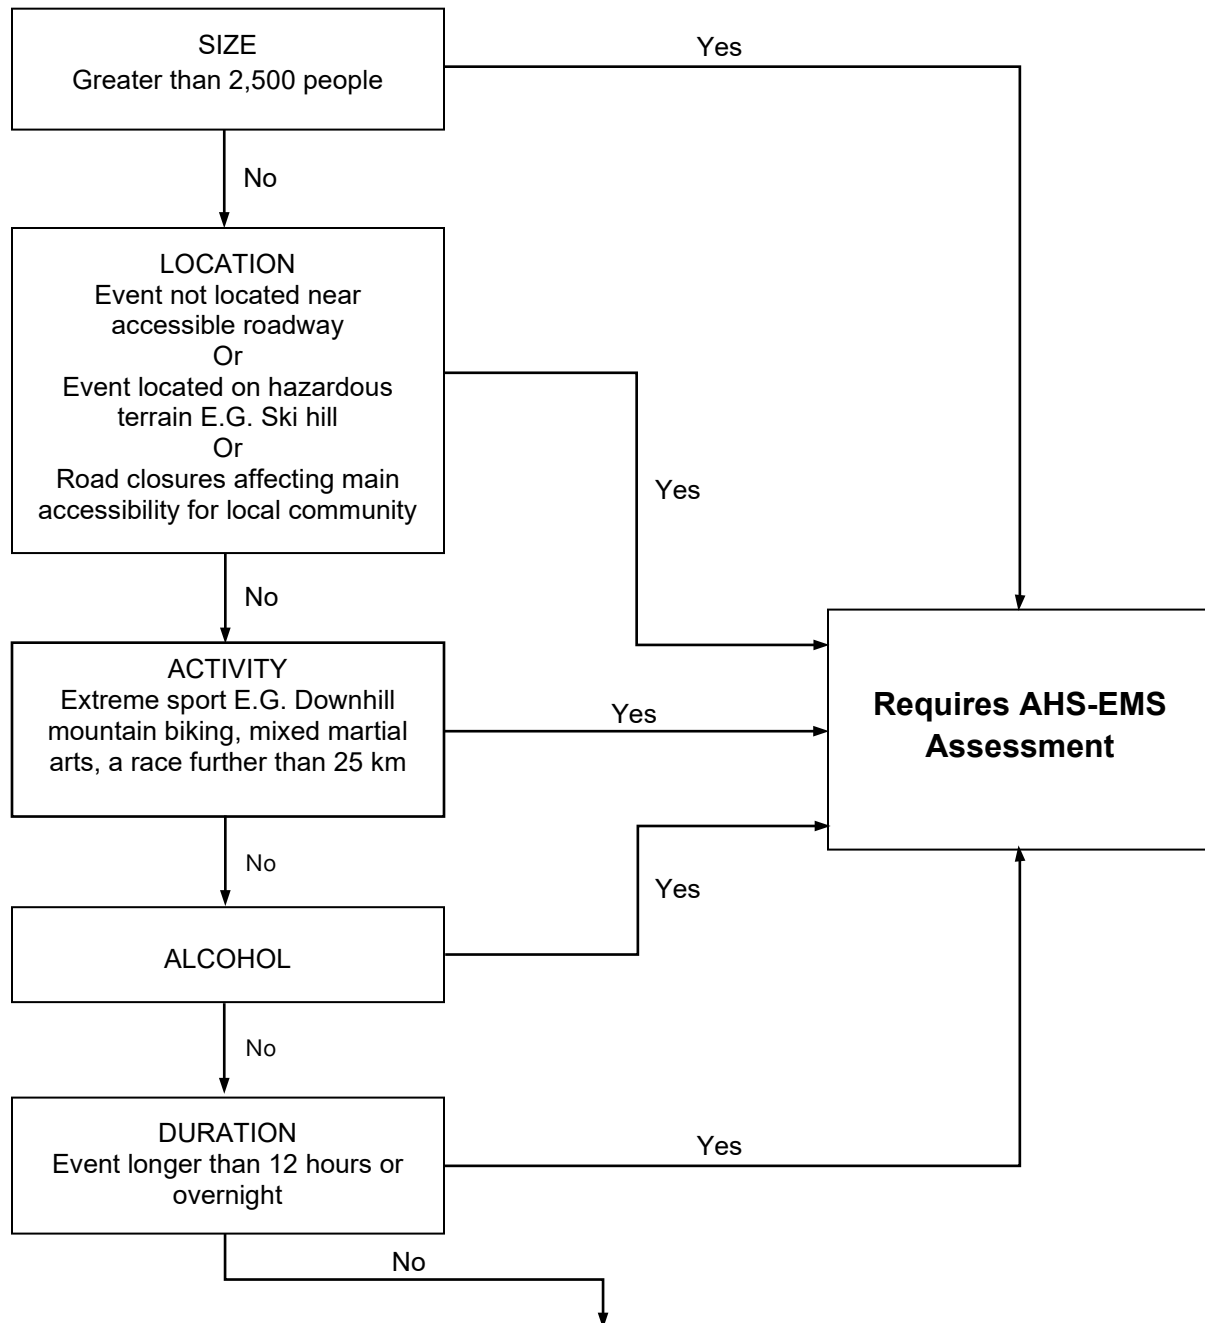 SIZE
Greater than 2,500 people
Yes
No
LOCATION
Event not located near
accessible roadway
Or
Event located on hazardous
terrain E.G. Ski hill
Or
Road closures affecting main
accessibility for local community
Yes
No
ACTIVITY
Extreme sport E.G. Downhill
mountain biking, mixed martial
arts, a race further than 25 km
Yes
Requires AHS-EMS
Assessment
No
ALCOHOL
Yes
No
DURATION
Event longer than 12 hours or
overnight
Yes
No